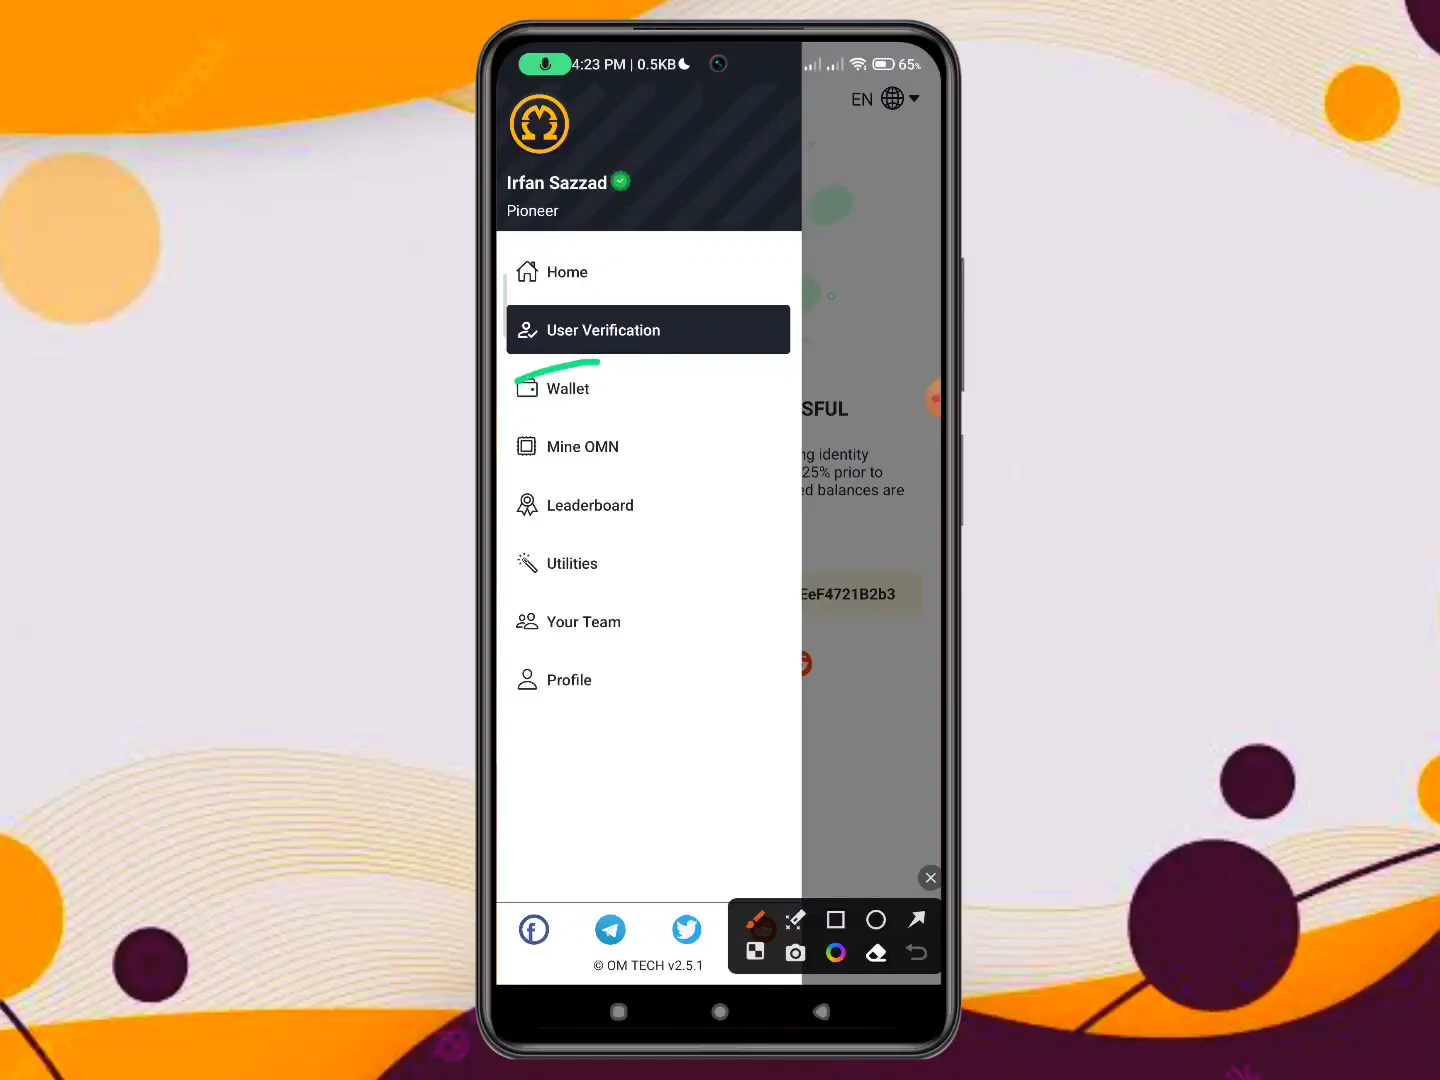 4:23 PM | 0.5KB
65%
EN
Irfan Sazzad
Pioneer
Home
User Verification
Wallet
Mine OMN
Leaderboard
Utilities
Your Team
Profile
SFUL
ng identity
25% prior to
ed balances are
EeF4721B2b3
© OM TECH v2.5.1